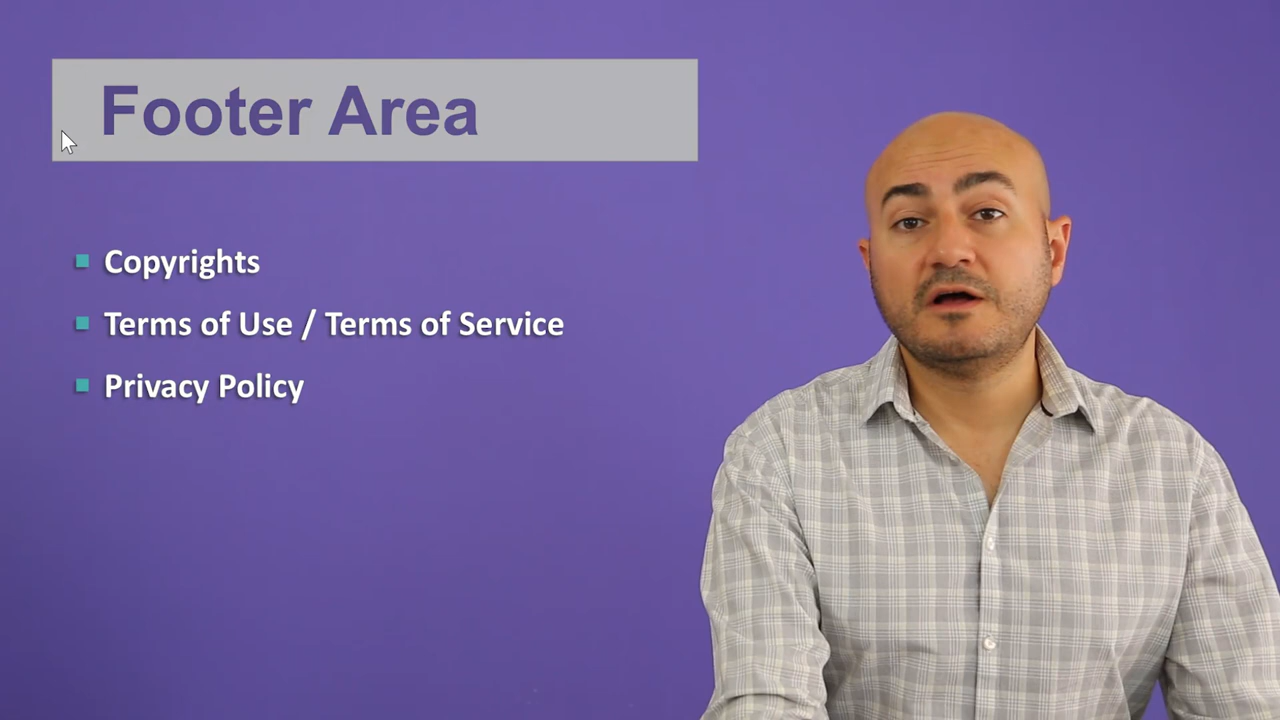 Footer Area
Copyrights
Terms of Use / Terms of Service
Privacy Policy